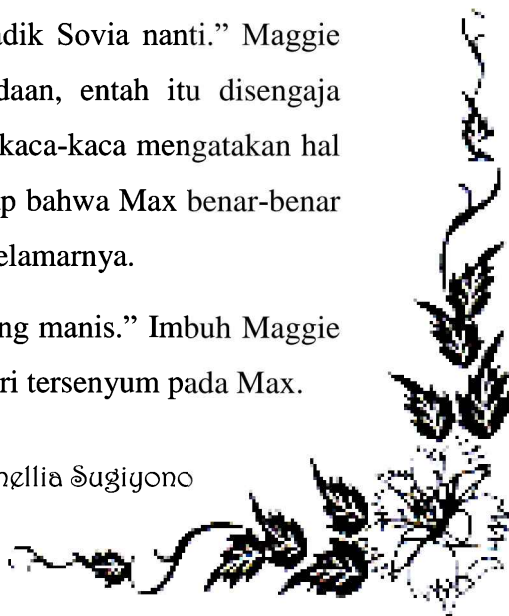 adik Sovia nanti.” Maggie
daan, entah itu disengaja
kaca-kaca mengatakan hal
p bahwa Max benar-benar
elamarnya.
ng manis.” Imbuh Maggie
ri tersenyum pada Max.
nellia Sugiyono